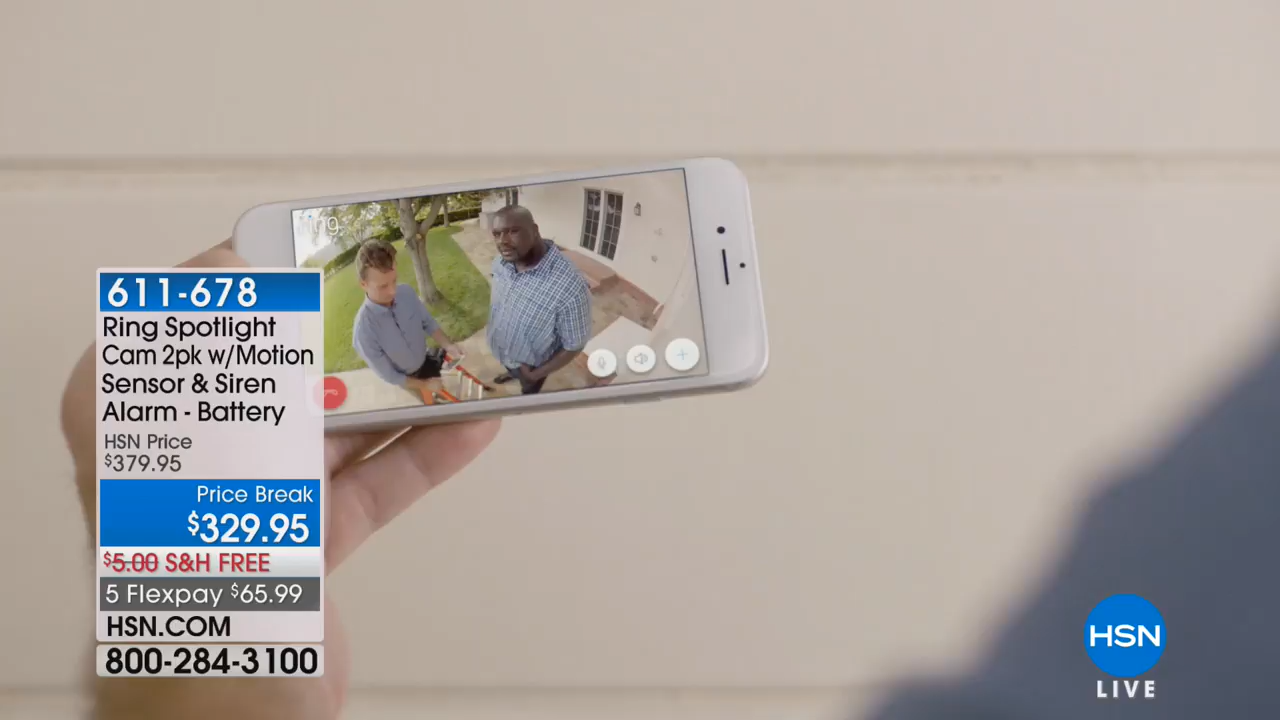 ring
611-678
Ring Spotlight
Cam 2pk w/Motion
Sensor & Siren
Alarm - Battery
HSN Price
$379.95
Price Break
$329.95
$5.00 S&H FREE
5 Flexpay $65.99
HSN.COM
800-284-3100
HSN
LIVE